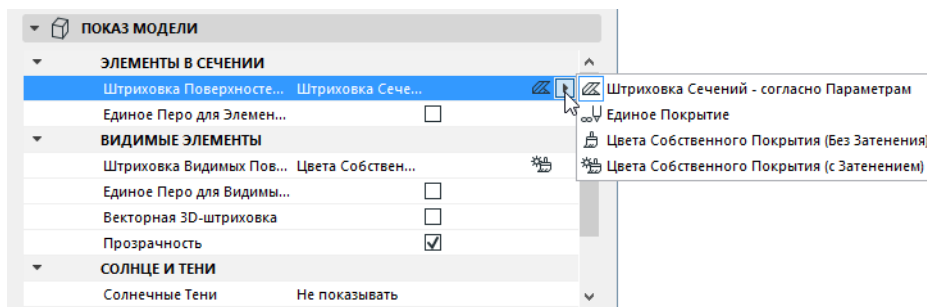 ПОКАЗ МОДЕЛИ
ЭЛЕМЕНТЫ В СЕЧЕНИИ
Штриховка Поверхносте... Штриховка Сече...
Штриховка Сечений - согласно Параметрам
Единое Перо для Элемен...
Единое Покрытие
ВИДИМЫЕ ЭЛЕМЕНТЫ
Цвета Собственного Покрытия (Без Затенения)
Штриховка Видимых Пов... Цвета Собствен...
Цвета Собственного Покрытия (с Затенением)
Единое Перо для Видимы...
Векторная 3D-штриховка
Прозрачность
СОЛНЦЕ И ТЕНИ
Солнечные Тени Не показывать